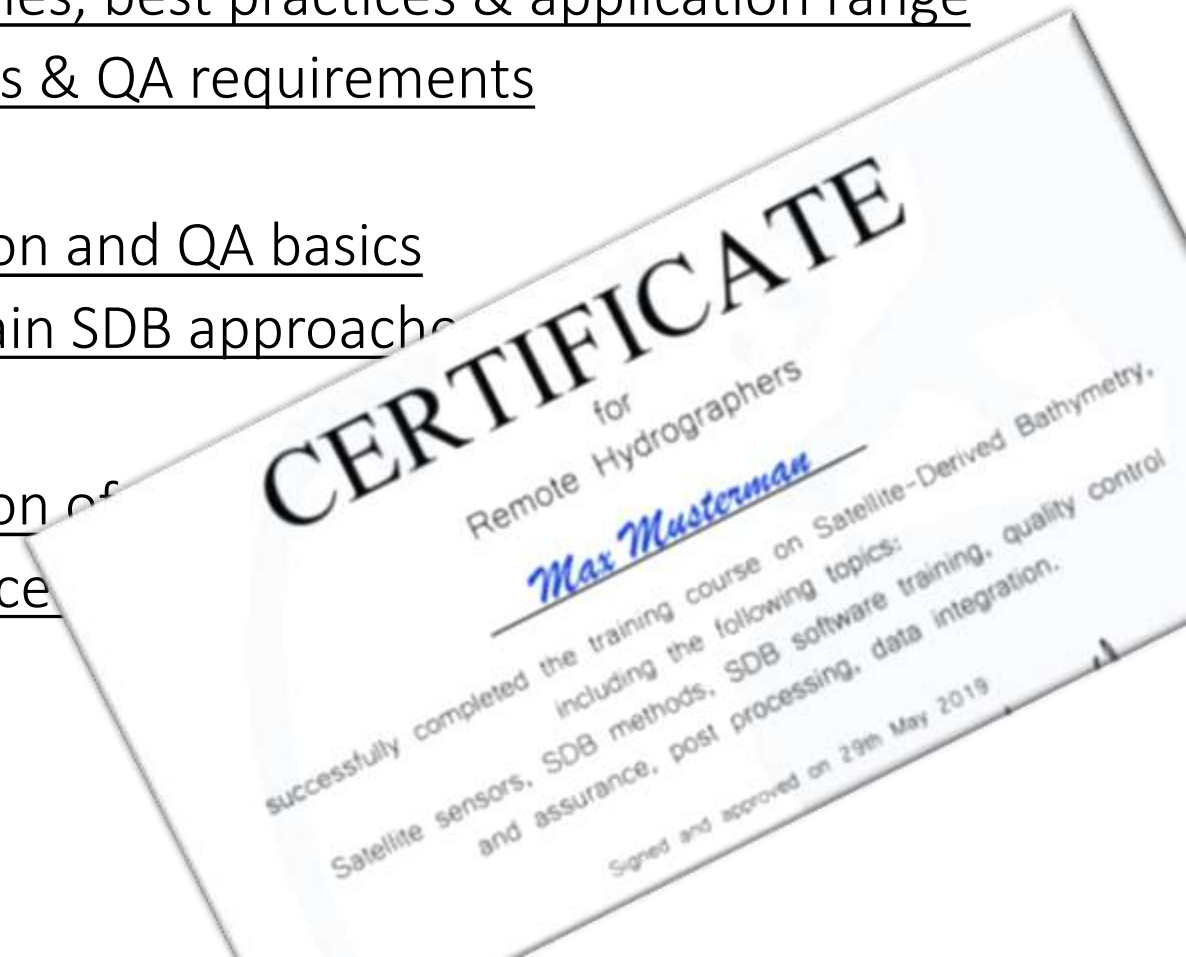 best practices & application range
s & QA requirements
on and QA basics
ain SDB approache
on of
ce
CERTIFICATE
for
Remote Hydrographers
Max Musterman
successfully completed the training course on Satellite-Derived Bathymetry,
including the following topics:
Satellite sensors, SDB methods, SDB software training, quality control
and assurance, post processing, data integration.
Signed and approved on 29th May 2019